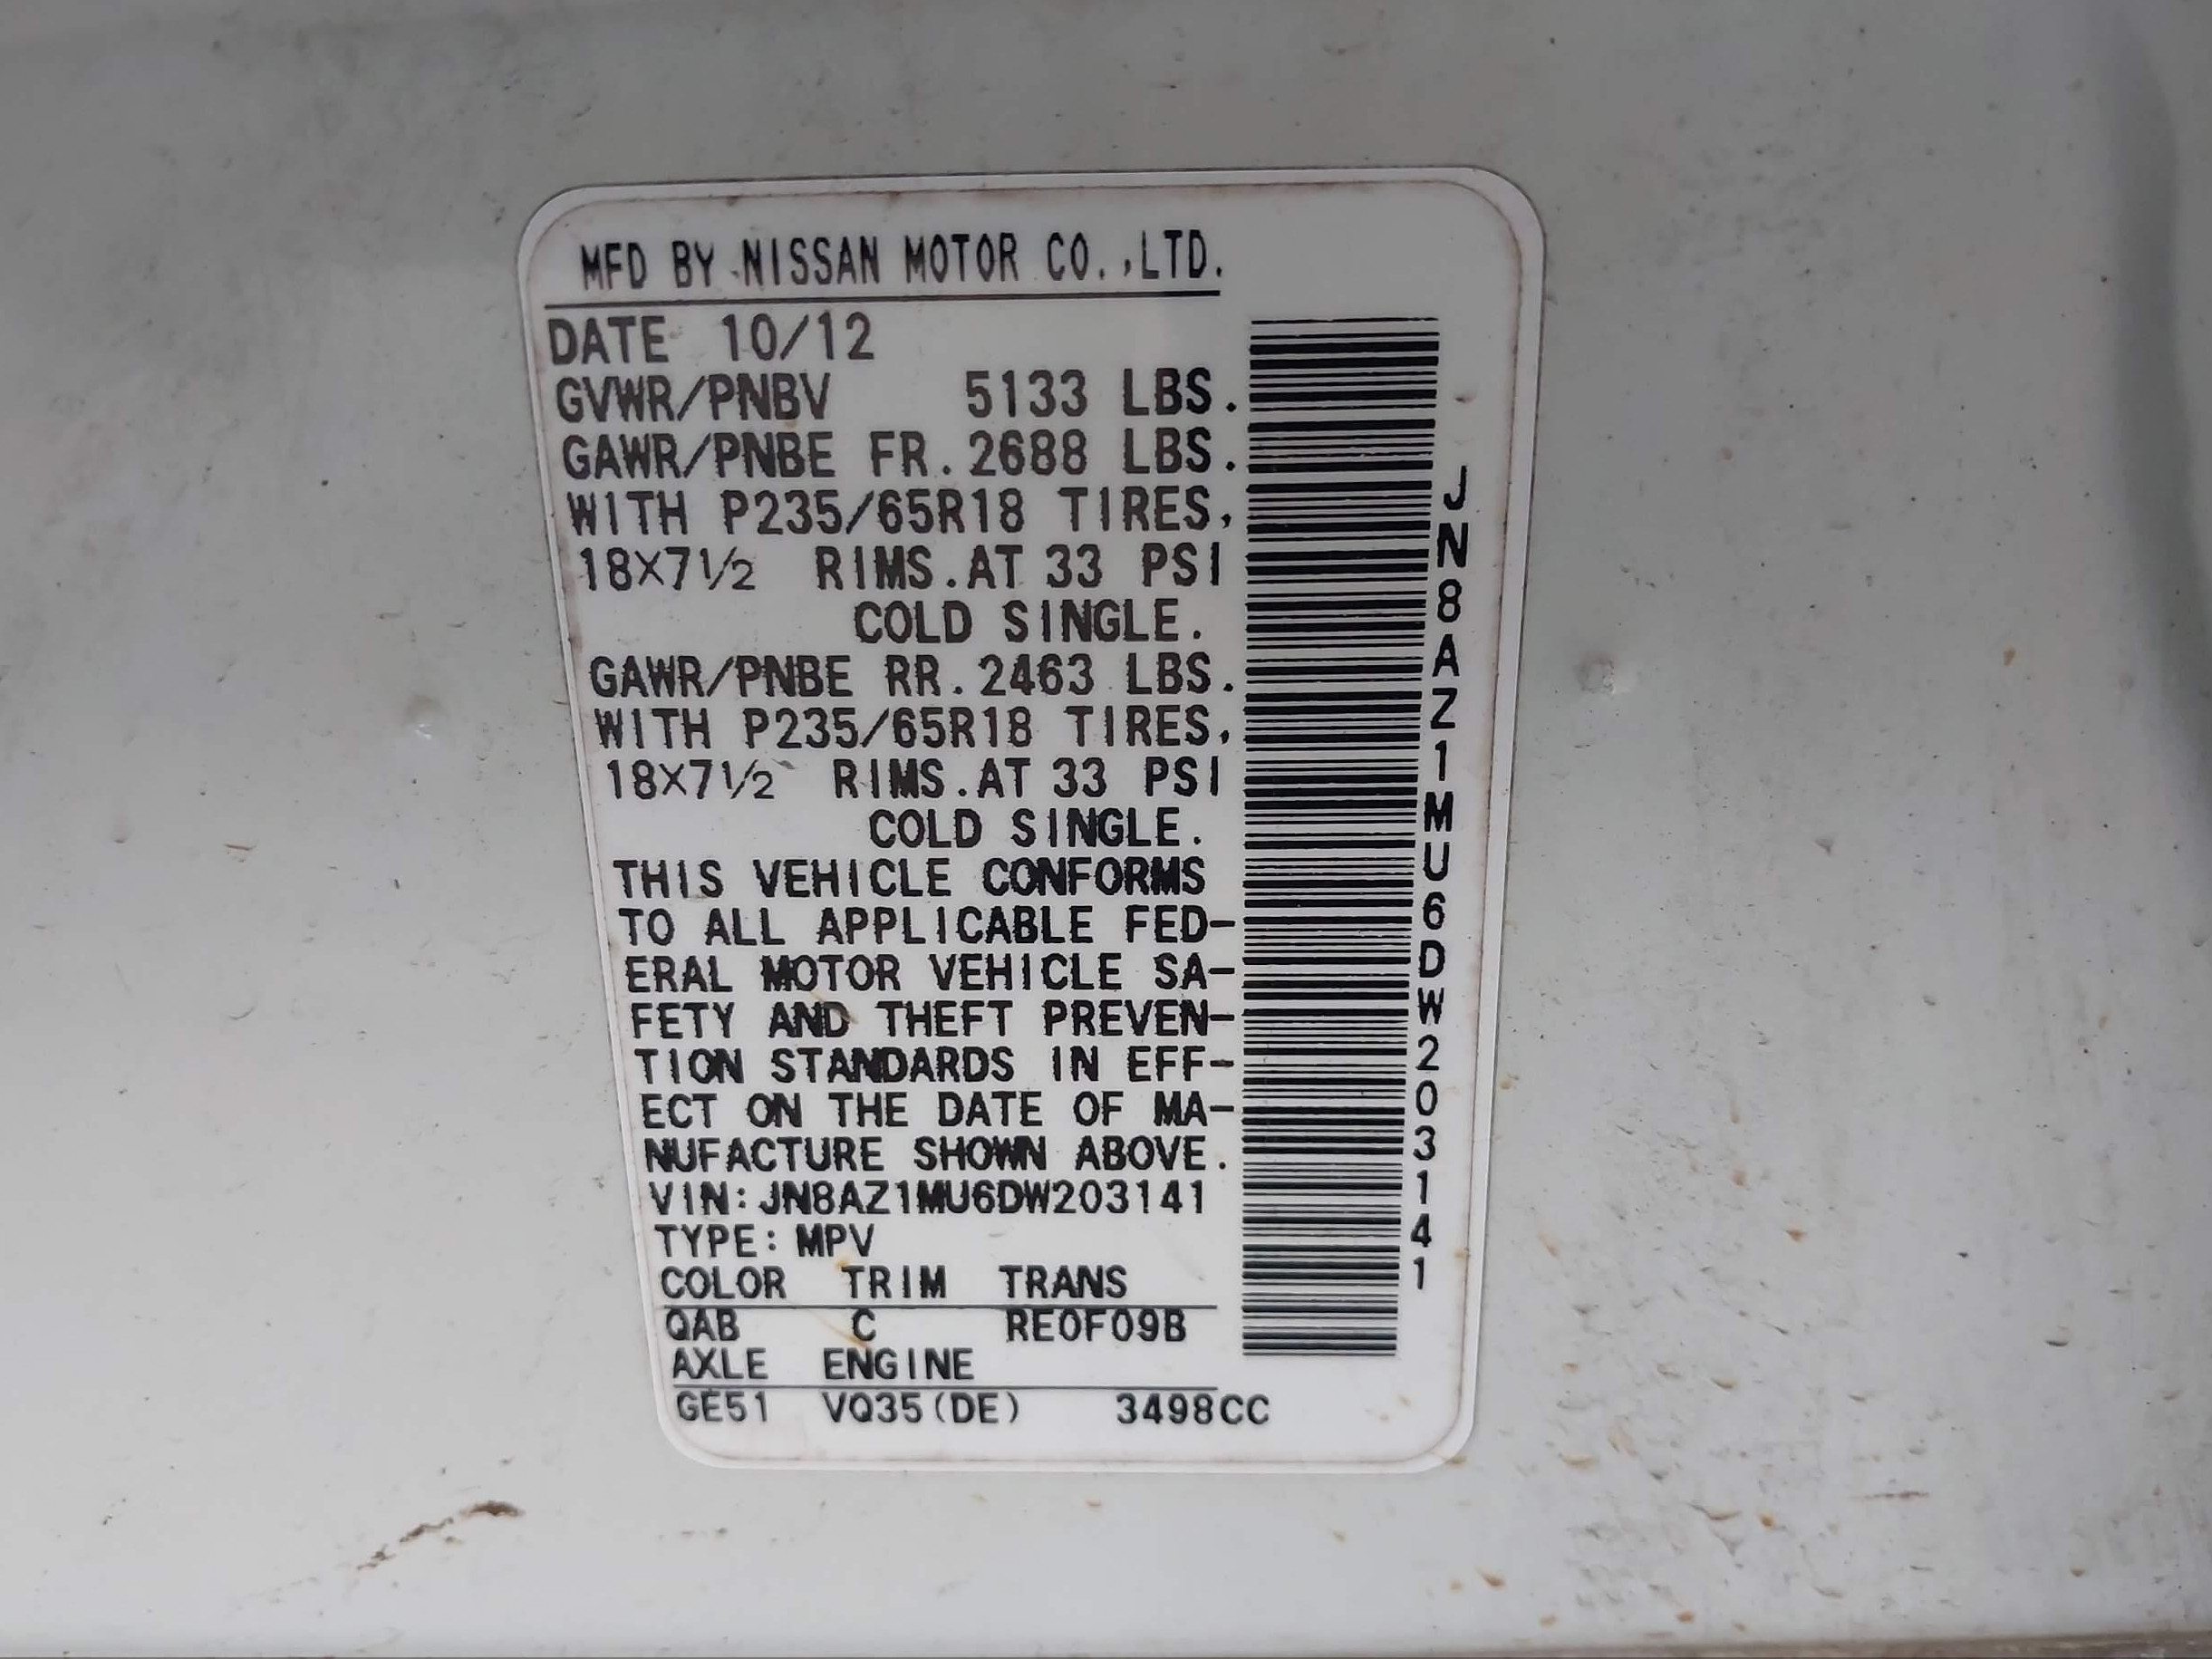 MFD BY NISSAN MOTOR CO.,LTD.
DATE 10/12
GVWR/PNBV 5133 LBS.
GAWR/PNBE FR.2688 LBS.
WITH P235/65R18 TIRES,
18X7½ RIMS.AT 33 PSI
COLD SINGLE.
GAWR/PNBE RR.2463 LBS.
WITH P235/65R18 TIRES,
18X7½ RIMS.AT 33 PSI
COLD SINGLE.
THIS VEHICLE CONFORMS
TO ALL APPLICABLE FED-
ERAL MOTOR VEHICLE SA-
FETY AND THEFT PREVEN-
TION STANDARDS IN EFF-
ECT ON THE DATE OF MA-
NUFACTURE SHOWN ABOVE.
VIN:JN8AZ1MU6DW203141
TYPE:MPV
COLOR TRIM TRANS
QAB C RE0F09B
AXLE ENGINE
GE51 VQ35(DE) 3498CC
JN8AZ1MU6DW203141